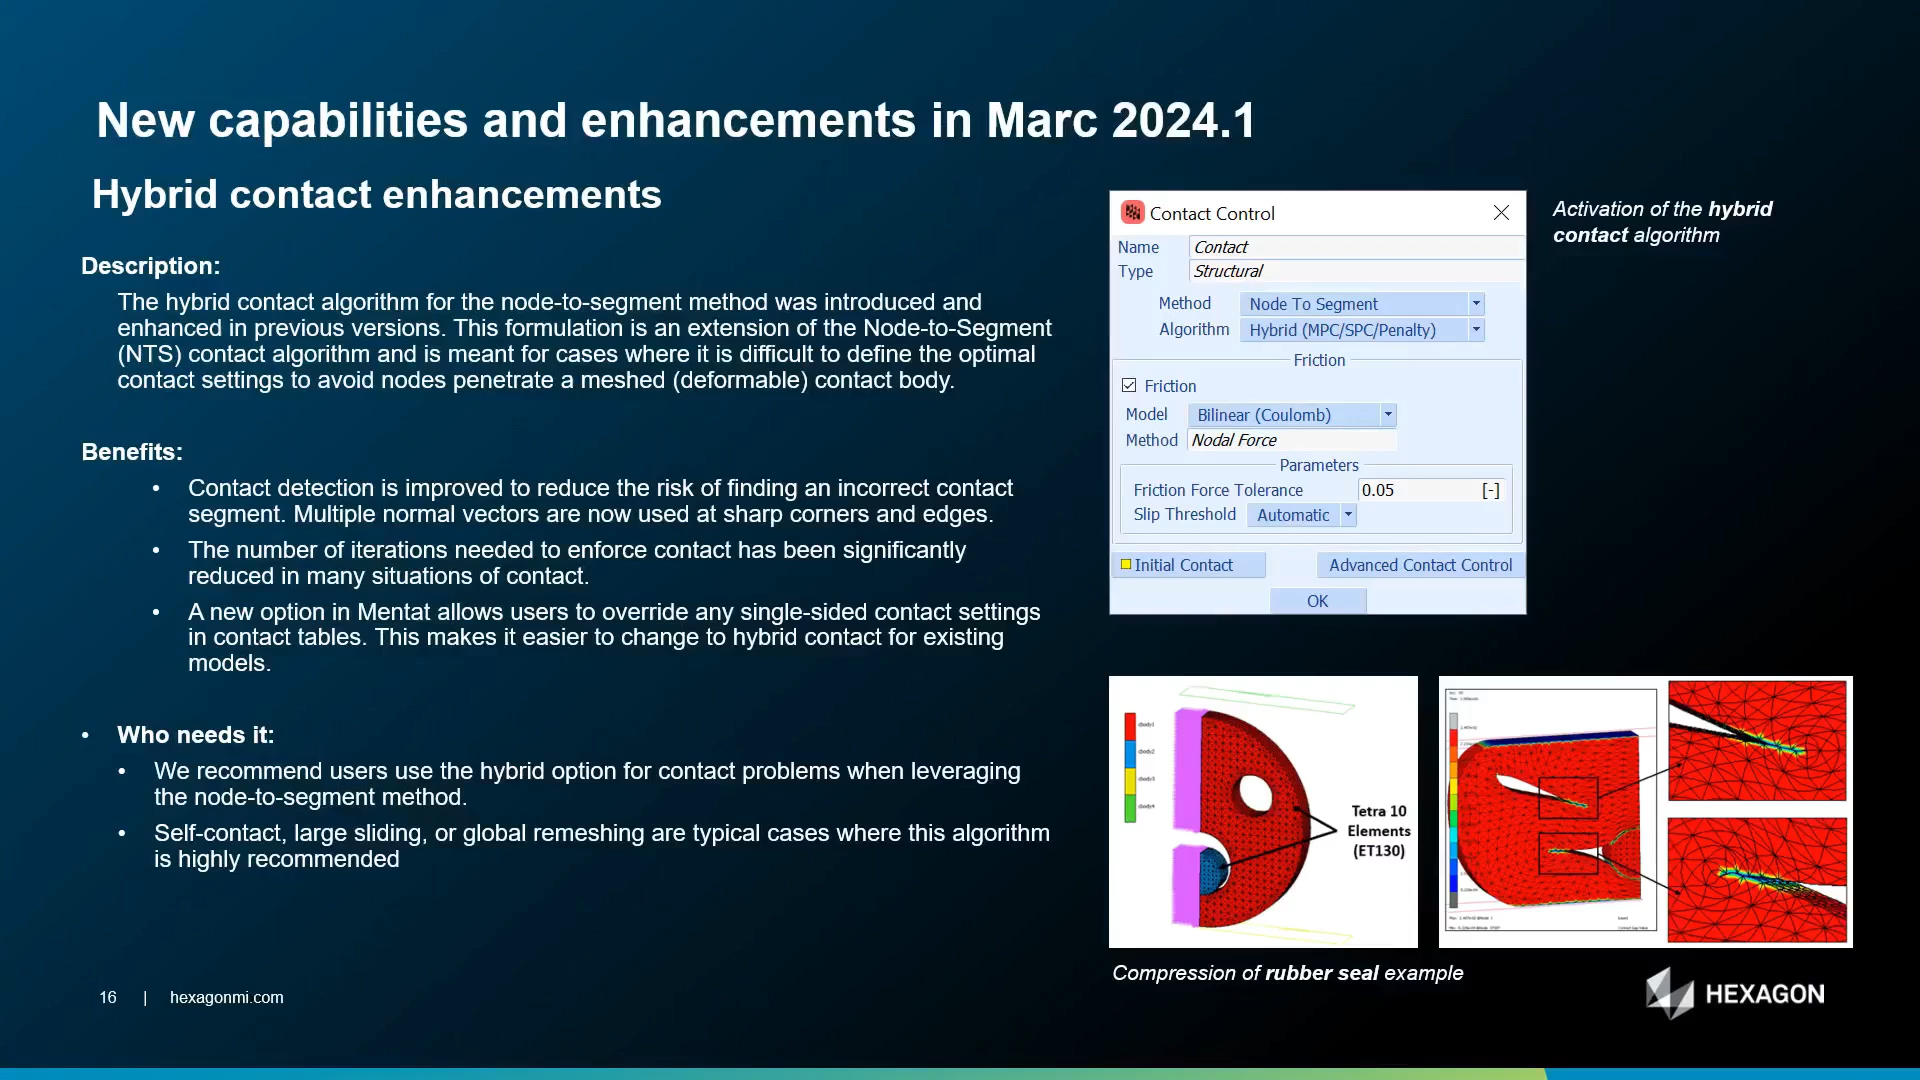 New capabilities and enhancements in Marc 2024.1
Hybrid contact enhancements
Description:
The hybrid contact algorithm for the node-to-segment method was introduced and
enhanced in previous versions. This formulation is an extension of the Node-to-Segment
(NTS) contact algorithm and is meant for cases where it is difficult to define the optimal
contact settings to avoid nodes penetrate a meshed (deformable) contact body.
Benefits:
• Contact detection is improved to reduce the risk of finding an incorrect contact
segment. Multiple normal vectors are now used at sharp corners and edges.
• The number of iterations needed to enforce contact has been significantly
reduced in many situations of contact.
• A new option in Mentat allows users to override any single-sided contact settings
in contact tables. This makes it easier to change to hybrid contact for existing
models.
• Who needs it:
• We recommend users use the hybrid option for contact problems when leveraging
the node-to-segment method.
• Self-contact, large sliding, or global remeshing are typical cases where this algorithm
is highly recommended
Contact Control
Name Contact
Type Structural
Method Node To Segment
Algorithm Hybrid (MPC/SPC/Penalty)
Friction
Friction
Model Bilinear (Coulomb)
Method Nodal Force
Parameters
Friction Force Tolerance 0.05 [-]
Slip Threshold Automatic
Initial Contact Advanced Contact Control
OK
Activation of the hybrid
contact algorithm
cbody1
cbody2
cbody3
cbody4
Tetra 10
Elements
(ET130)
Compression of rubber seal example
16 | hexagonmi.com
HEXAGON